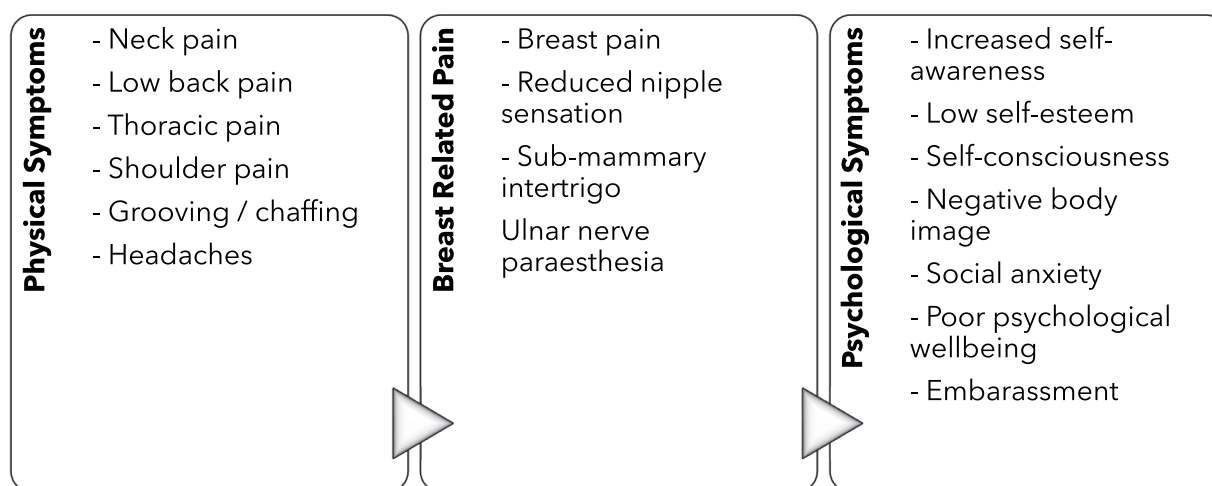 Physical Symptoms
- Neck pain
- Low back pain
- Thoracic pain
- Shoulder pain
- Grooving / chaffing
- Headaches
Breast Related Pain
- Breast pain
- Reduced nipple
sensation
- Sub-mammary
intertrigo
Ulnar nerve
paraesthesia
Psychological Symptoms
- Increased self-
awareness
- Low self-esteem
- Self-consciousness
- Negative body
image
- Social anxiety
- Poor psychological
wellbeing
- Embarassment